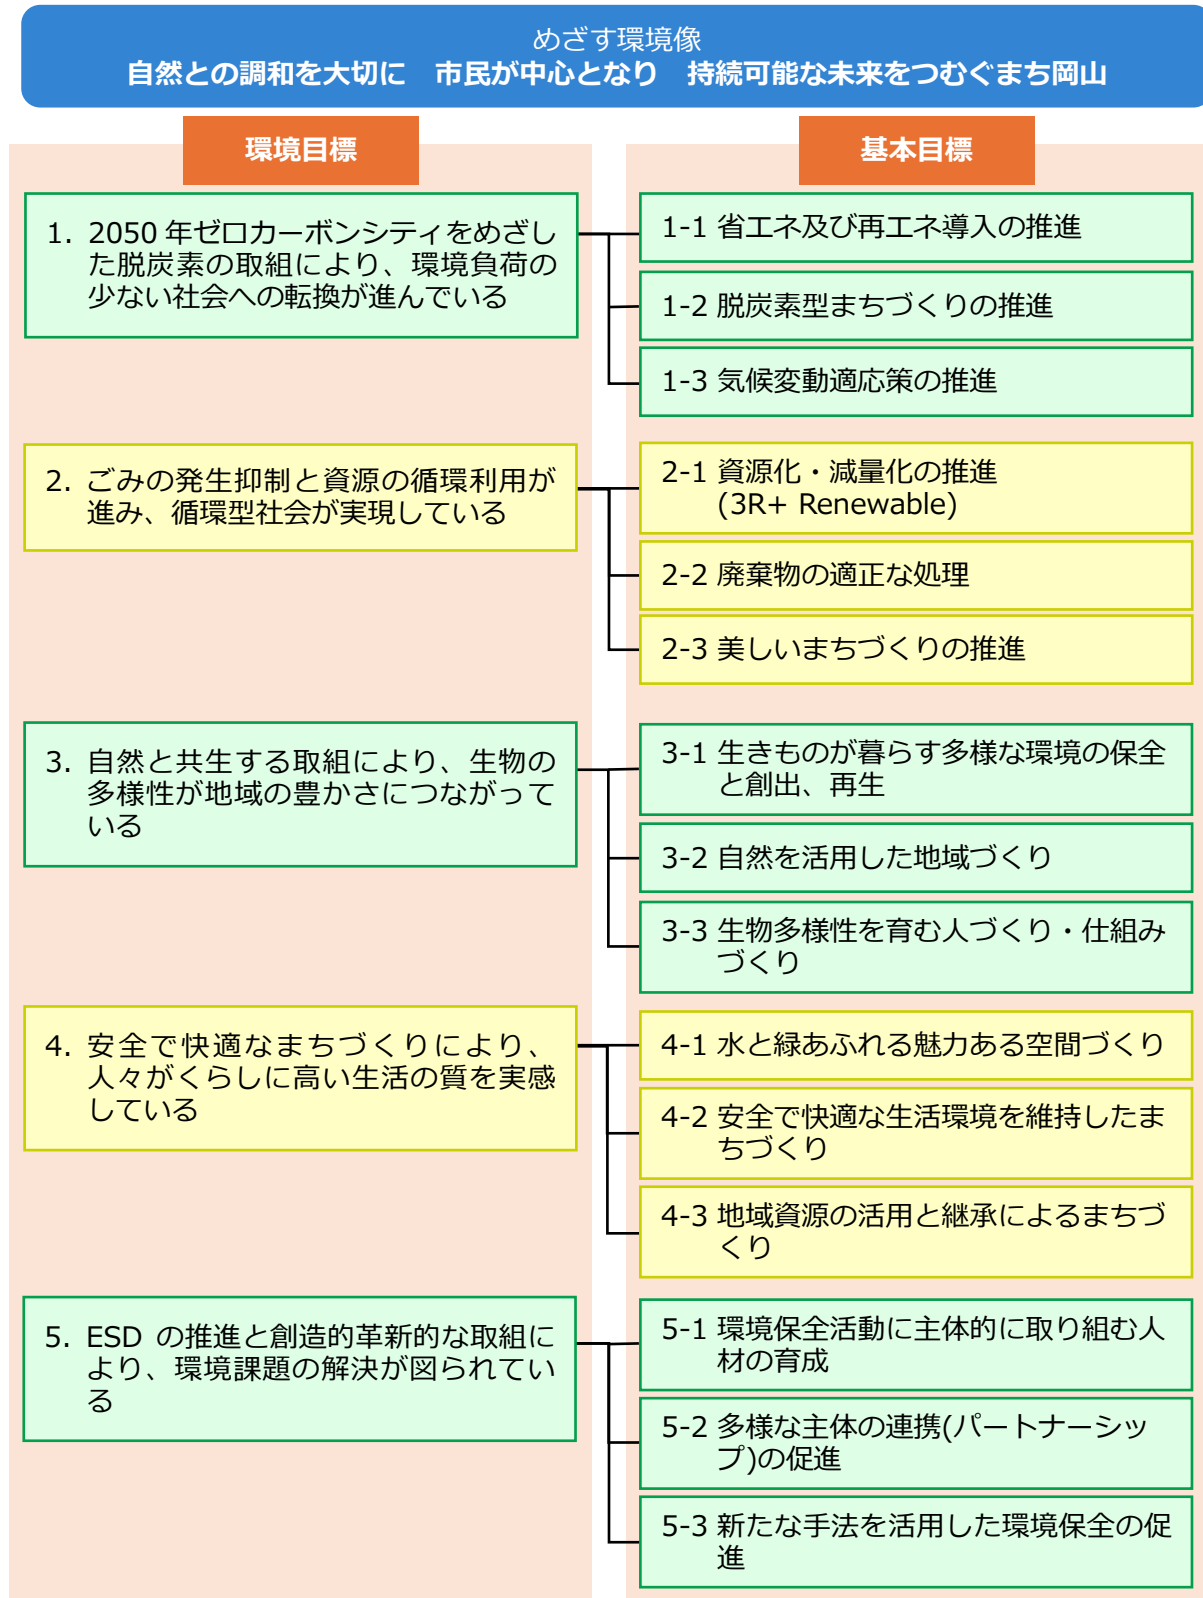 めざす環境像
自然との調和を大切に　市民が中心となり　持続可能な未来をつむぐまち岡山
環境目標
基本目標
1. 2050年ゼロカーボンシティをめざし
た脱炭素の取組により、環境負荷の
少ない社会への転換が進んでいる
1-1 省エネ及び再エネ導入の推進
1-2 脱炭素型まちづくりの推進
1-3 気候変動適応策の推進
2. ごみの発生抑制と資源の循環利用が
進み、循環型社会が実現している
2-1 資源化・減量化の推進
(3R+ Renewable)
2-2 廃棄物の適正な処理
2-3 美しいまちづくりの推進
3. 自然と共生する取組により、生物の
多様性が地域の豊かさにつながって
いる
3-1 生きものが暮らす多様な環境の保全
と創出、再生
3-2 自然を活用した地域づくり
3-3 生物多様性を育む人づくり・仕組み
づくり
4. 安全で快適なまちづくりにより、
人々がくらしに高い生活の質を実感
している
4-1 水と緑あふれる魅力ある空間づくり
4-2 安全で快適な生活環境を維持したま
ちづくり
4-3 地域資源の活用と継承によるまちづ
くり
5. ESD の推進と創造的革新的な取組に
より、環境課題の解決が図られてい
る
5-1 環境保全活動に主体的に取り組む人
材の育成
5-2 多様な主体の連携(パートナーシッ
プ)の促進
5-3 新たな手法を活用した環境保全の促
進